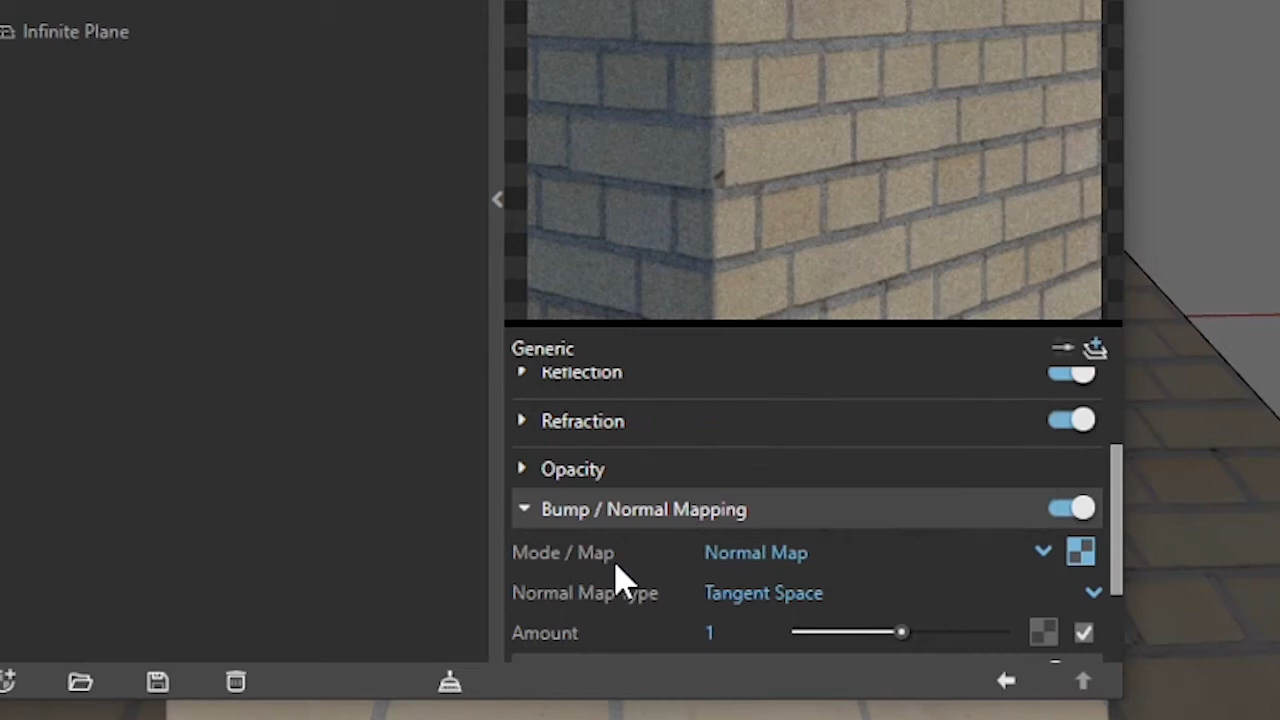 Infinite Plane
Generic
Reflection
Refraction
Opacity
Bump / Normal Mapping
Mode / Map Normal Map
Normal Map Type Tangent Space
Amount 1